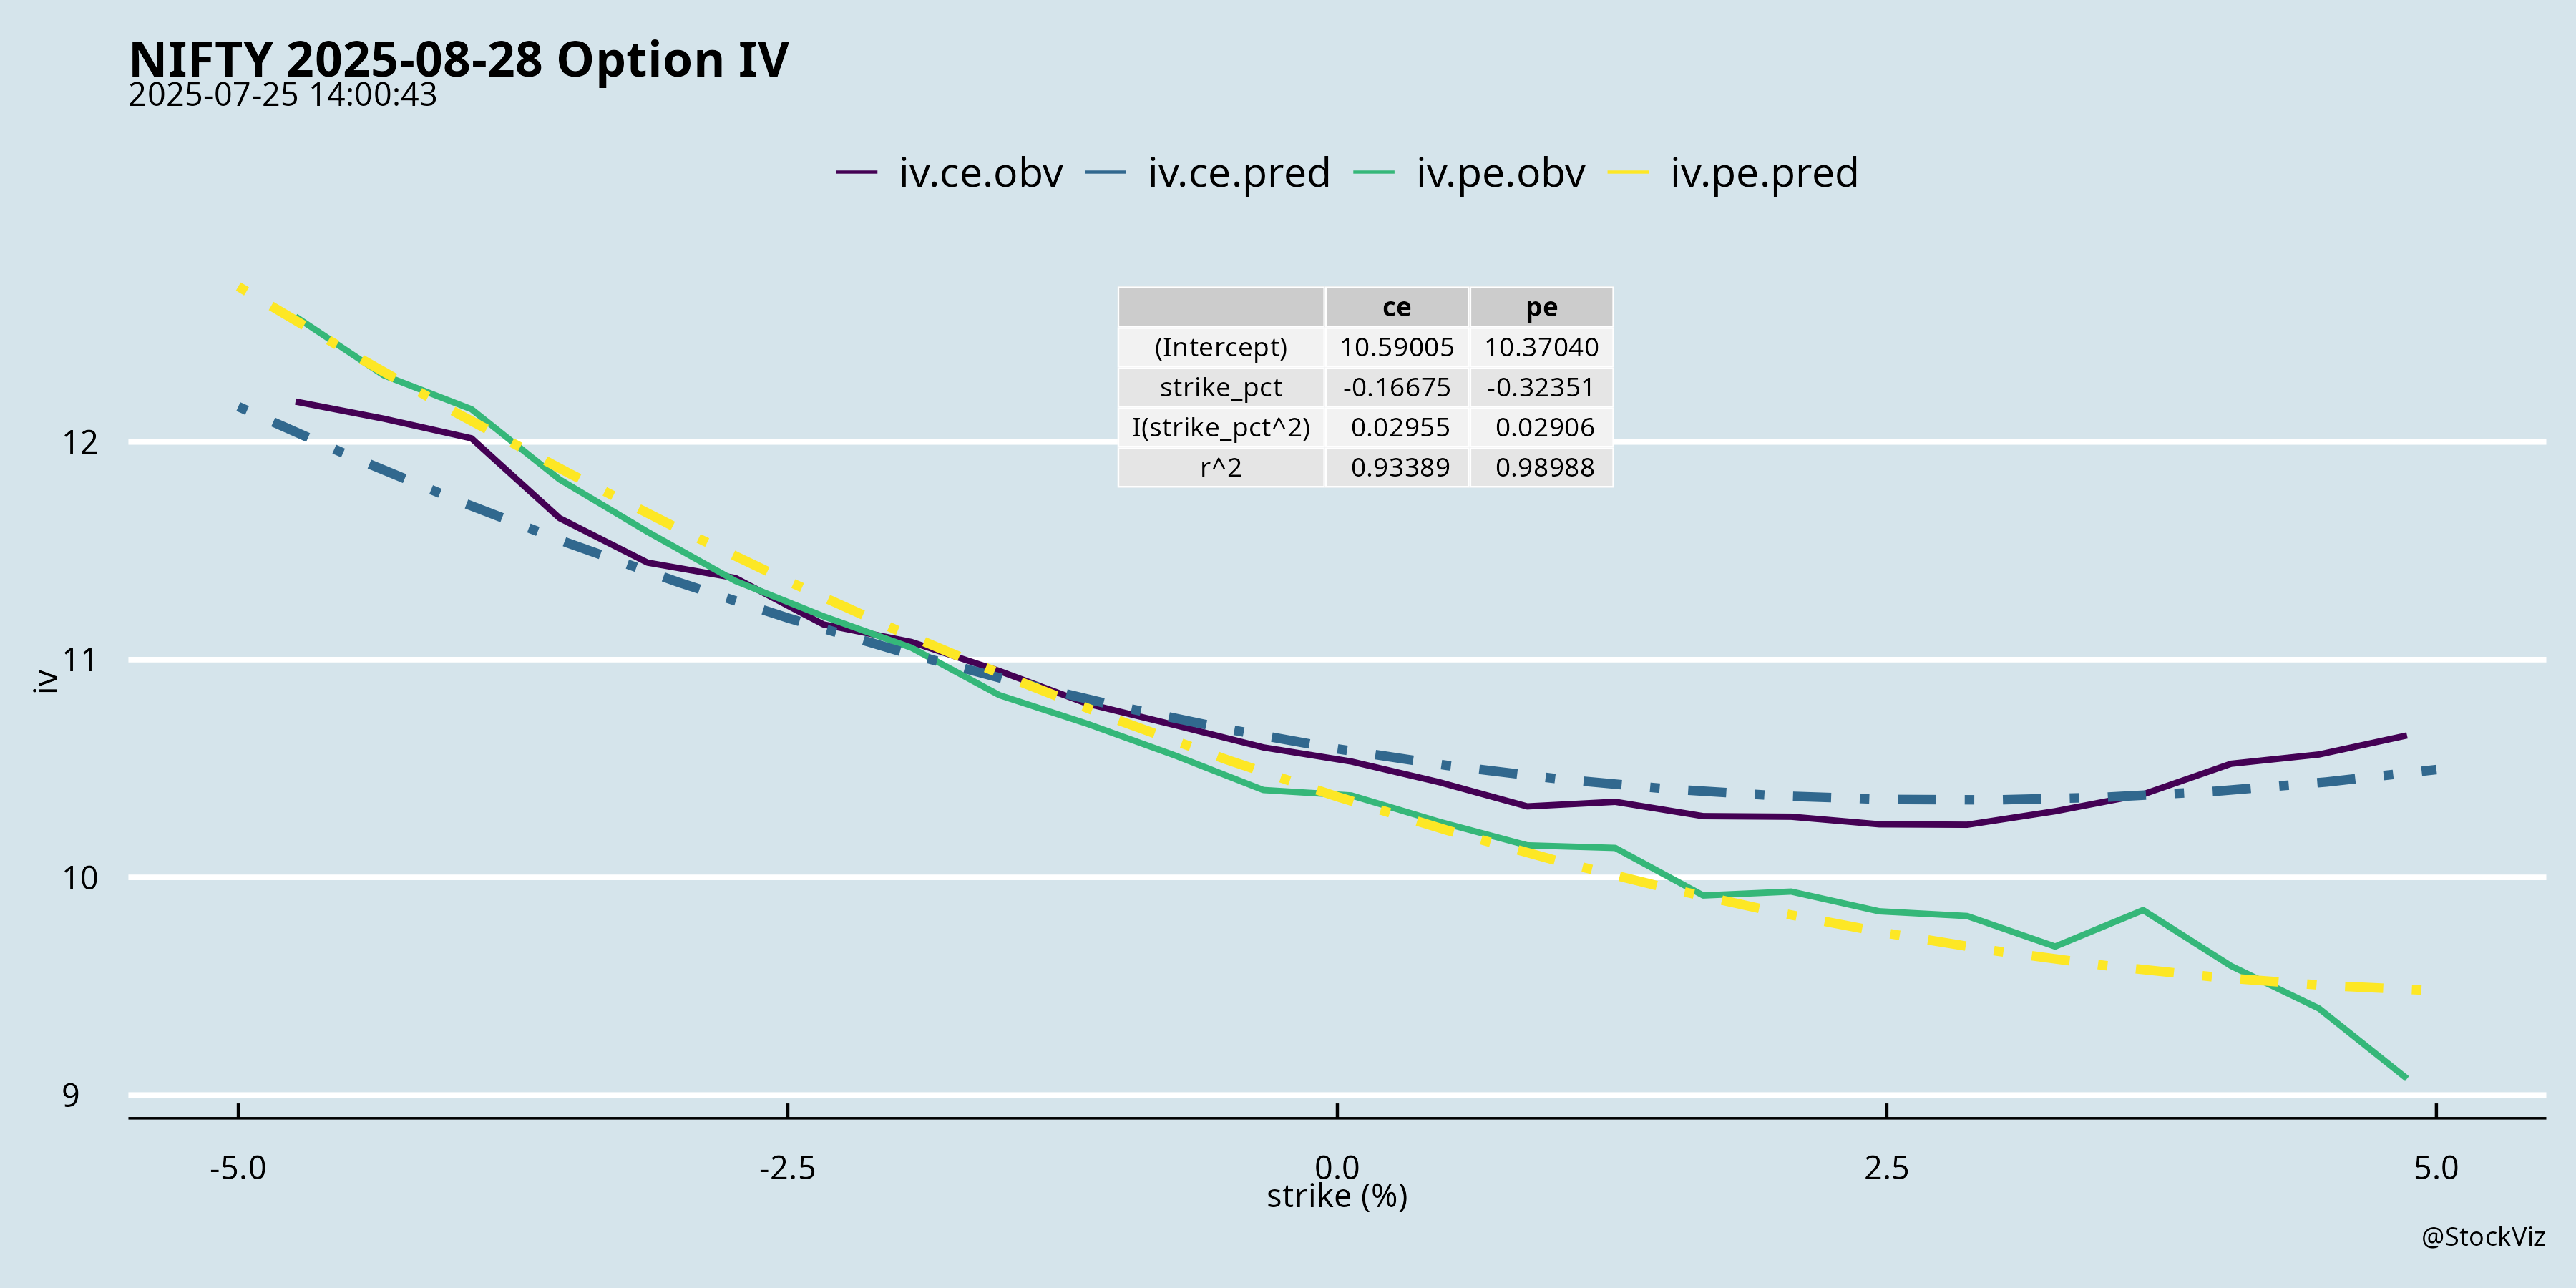 NIFTY 2025-08-28 Option IV
2025-07-25 14:00:43
iv.ce.obv iv.ce.pred iv.pe.obv iv.pe.pred
ce pe
(Intercept) 10.59005 10.37040
strike_pct -0.16675 -0.32351
I(strike_pct^2) 0.02955 0.02906
r^2 0.93389 0.98988
12
11
iv
10
9
-5.0 -2.5 0.0 2.5 5.0
strike (%)
@StockViz